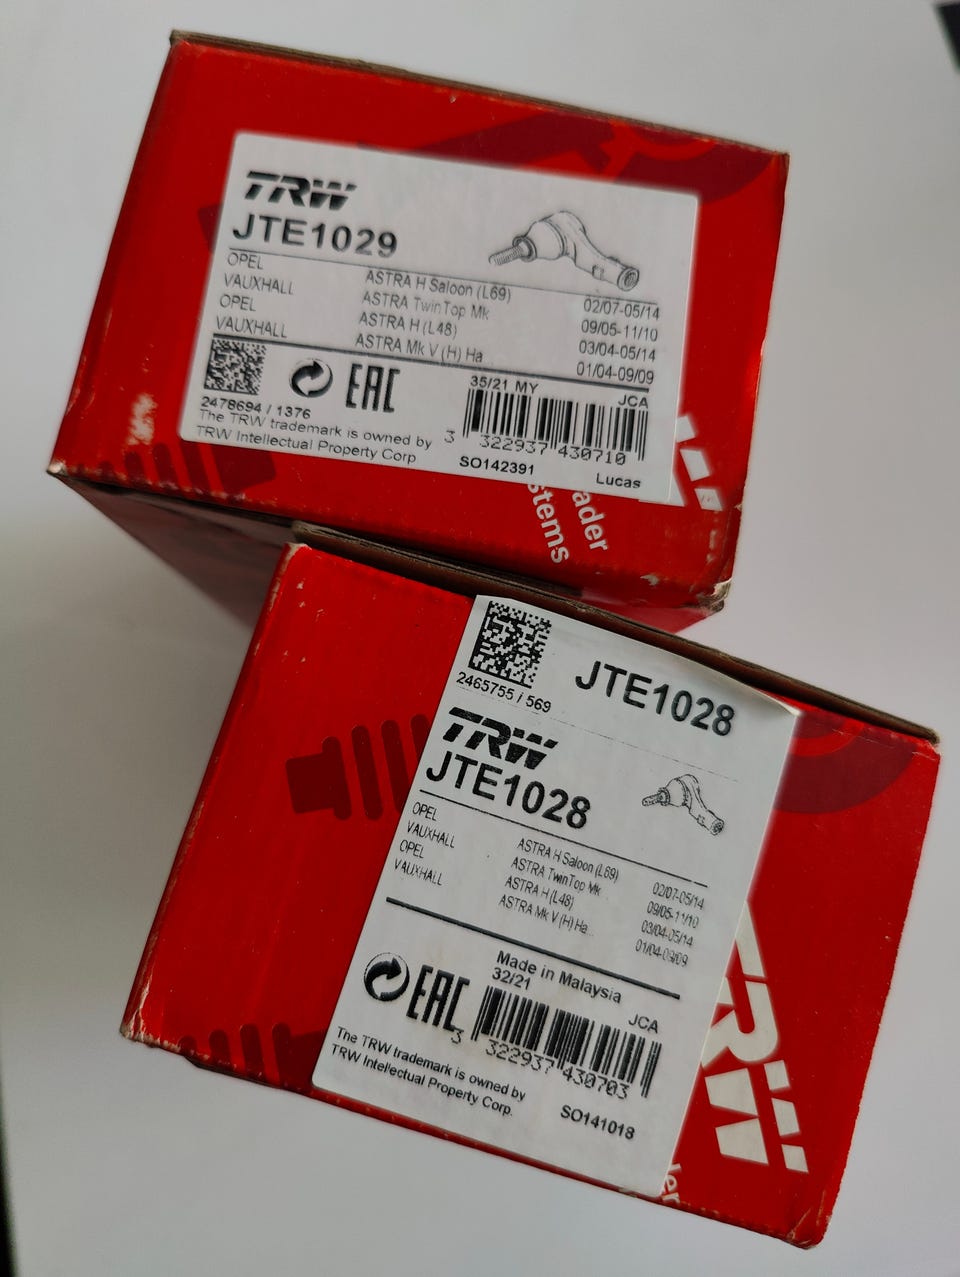 TRW
JTE1029
OPEL ASTRA H Saloon (L69) 02/07-05/14
VAUXHALL ASTRA TwinTop Mk 09/05-11/10
OPEL ASTRA H (L48) 03/04-05/14
VAUXHALL ASTRA Mk V (H) Ha... 01/04-09/09
EAC
35/21 MY
JCA
2478694 / 1376
The TRW trademark is owned by
TRW Intellectual Property Corp
3 322937 430710
SO142391
Lucas
ader
stems
2465755 / 569
JTE1028
TRW
JTE1028
OPEL ASTRA H Saloon (L69) 02/07-05/14
VAUXHALL ASTRA TwinTop Mk 09/05-11/10
OPEL ASTRA H (L48) 03/04-05/14
VAUXHALL ASTRA Mk V (H) Ha... 01/04-09/09
Made in Malaysia
32/21
JCA
EAC
3 322937 430703
The TRW trademark is owned by
TRW Intellectual Property Corp.
SO141018
TRW